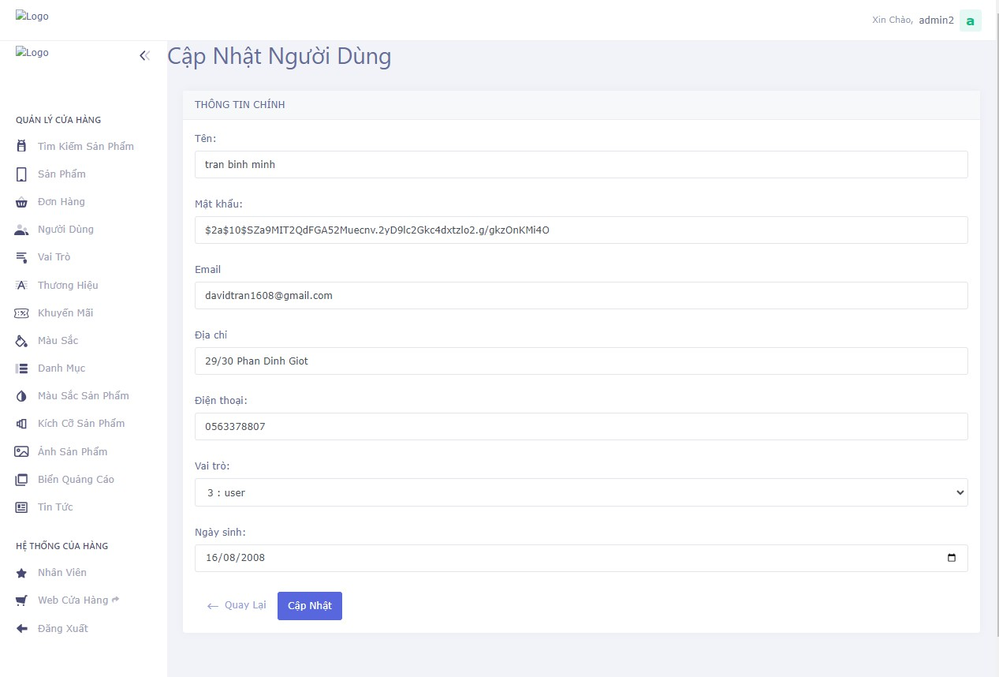 Logo
Xin Chào, admin2 a
Logo
Cập Nhật Người Dùng
QUẢN LÝ CỬA HÀNG
Tìm Kiếm Sản Phẩm
Sản Phẩm
Đơn Hàng
Người Dùng
Vai Trò
Thương Hiệu
Khuyến Mãi
Màu Sắc
Danh Mục
Màu Sắc Sản Phẩm
Kích Cỡ Sản Phẩm
Ảnh Sản Phẩm
Biển Quảng Cáo
Tin Tức
HỆ THỐNG CỦA HÀNG
Nhân Viên
Web Cửa Hàng
Đăng Xuất
THÔNG TIN CHÍNH
Tên:
tran binh minh
Mật khẩu:
$2a$10$SZa9MIT2QdFGA52Muecnv.2yD9lc2Gkc4dxtzlo2.g/gkzOnKMi4O
Email
davidtran1608@gmail.com
Địa chỉ
29/30 Phan Dinh Giot
Điện thoại:
0563378807
Vai trò:
3 : user
Ngày sinh:
16/08/2008
Quay Lại
Cập Nhật